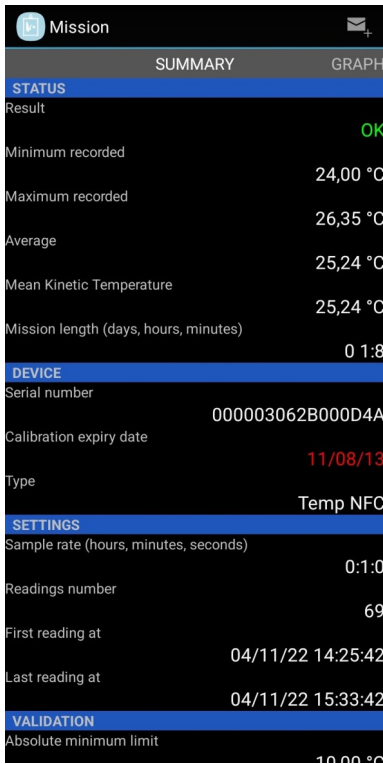 Mission
SUMMARY GRAPH
STATUS
Result
OK
Minimum recorded
24,00 °C
Maximum recorded
26,35 °C
Average
25,24 °C
Mean Kinetic Temperature
25,24 °C
Mission length (days, hours, minutes)
0 1:8
DEVICE
Serial number
000003062B000D4A
Calibration expiry date
11/08/13
Type
Temp NFC
SETTINGS
Sample rate (hours, minutes, seconds)
0:1:0
Readings number
69
First reading at
04/11/22 14:25:42
Last reading at
04/11/22 15:33:42
VALIDATION
Absolute minimum limit
10,00 °C